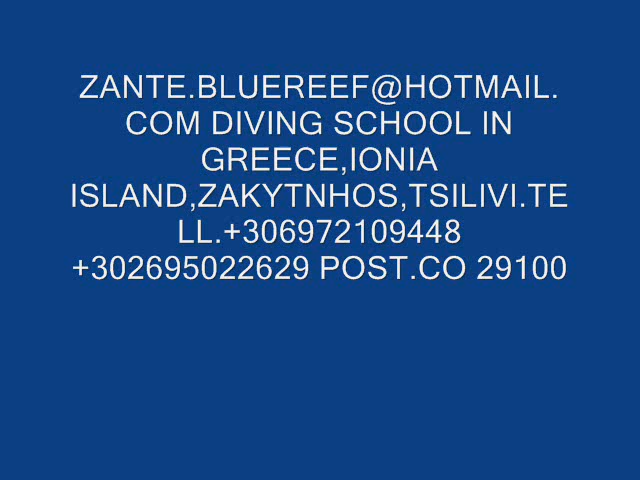 ZANTE.BLUEREEF@HOTMAIL.
COM DIVING SCHOOL IN
GREECE,IONIA
ISLAND,ZAKYTNHOS,TSILIVI.TE
LL.+306972109448
+302695022629 POST.CO 29100